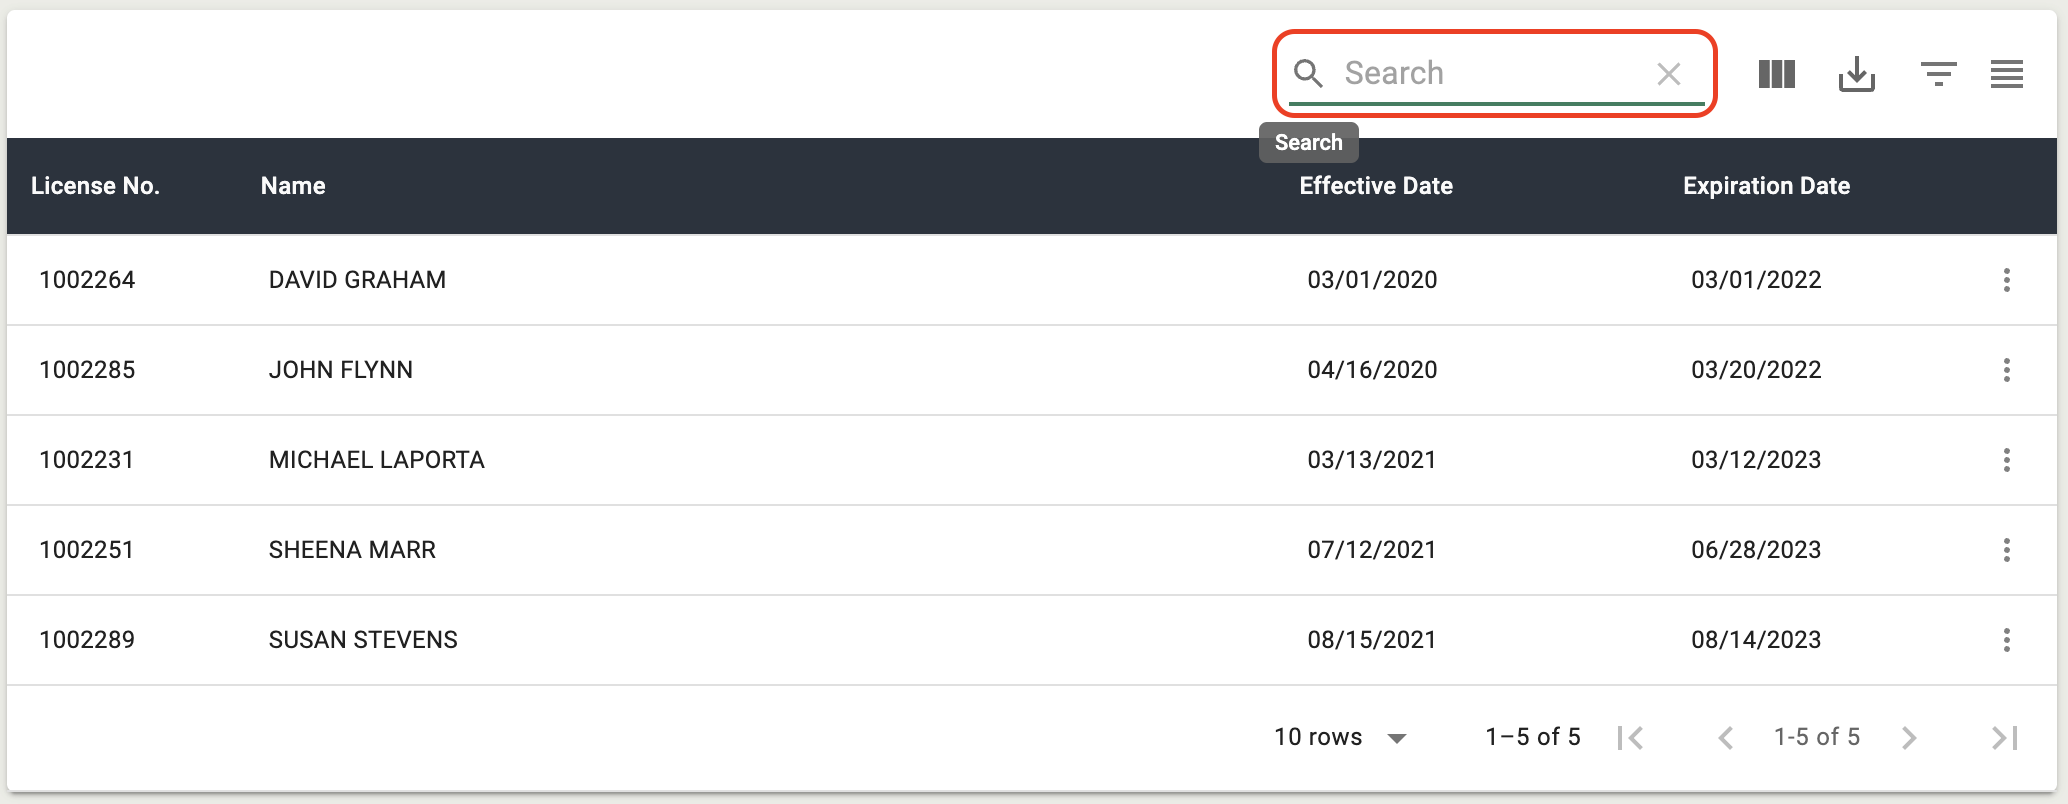 Search
Search
License No. Name Effective Date Expiration Date
1002264 DAVID GRAHAM 03/01/2020 03/01/2022
1002285 JOHN FLYNN 04/16/2020 03/20/2022
1002231 MICHAEL LAPORTA 03/13/2021 03/12/2023
1002251 SHEENA MARR 07/12/2021 06/28/2023
1002289 SUSAN STEVENS 08/15/2021 08/14/2023
10 rows 1–5 of 5 1-5 of 5